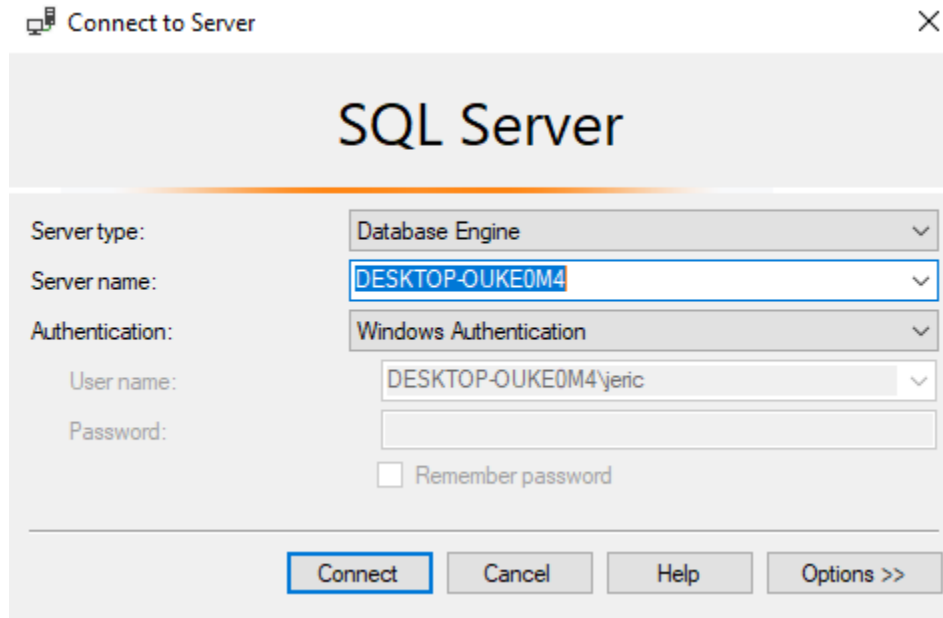 Connect to Server
SQL Server
Server type: Database Engine
Server name: DESKTOP-OUKE0M4
Authentication: Windows Authentication
User name: DESKTOP-OUKE0M4\jeric
Password:
Remember password
Connect Cancel Help Options >>